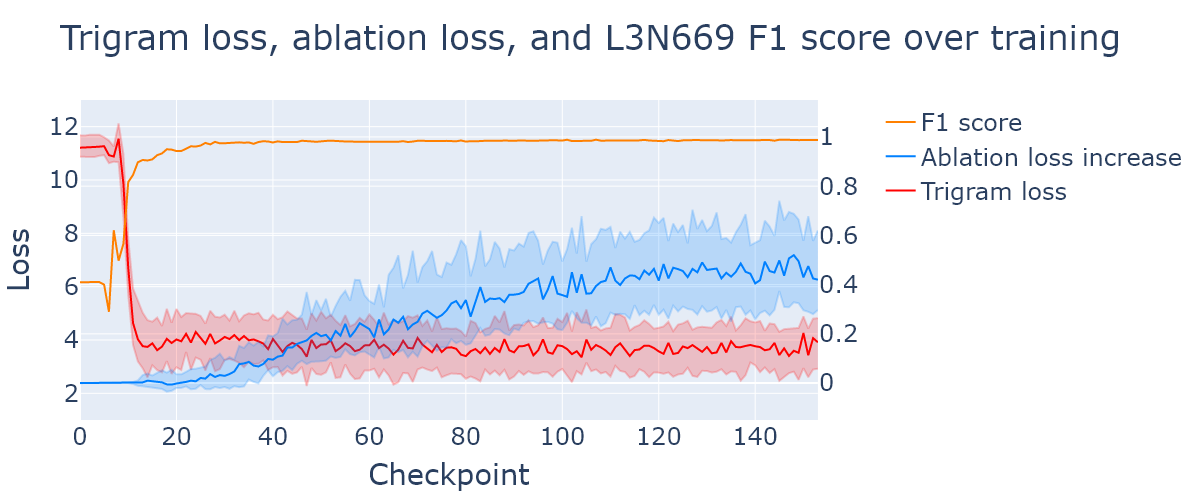 Trigram loss, ablation loss, and L3N669 F1 score over training
F1 score
Ablation loss increase
Trigram loss
Loss
12
10
8
6
4
2
1
0.8
0.6
0.4
0.2
0
0 20 40 60 80 100 120 140
Checkpoint